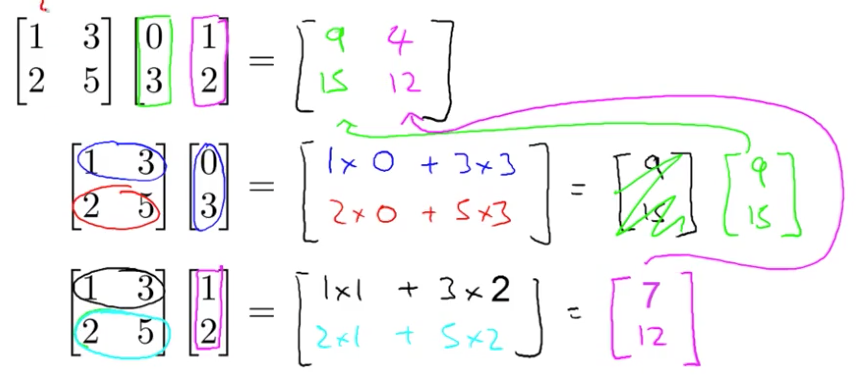 [1 3; 2 5] [0 1; 3 2] = [9 4; 15 12]
[1 3; 2 5] [0; 3] = [1×0 + 3×3; 2×0 + 5×3] = [9; 15] [9; 15]
[1 3; 2 5] [1; 2] = [1×1 + 3×2; 2×1 + 5×2] = [7; 12]